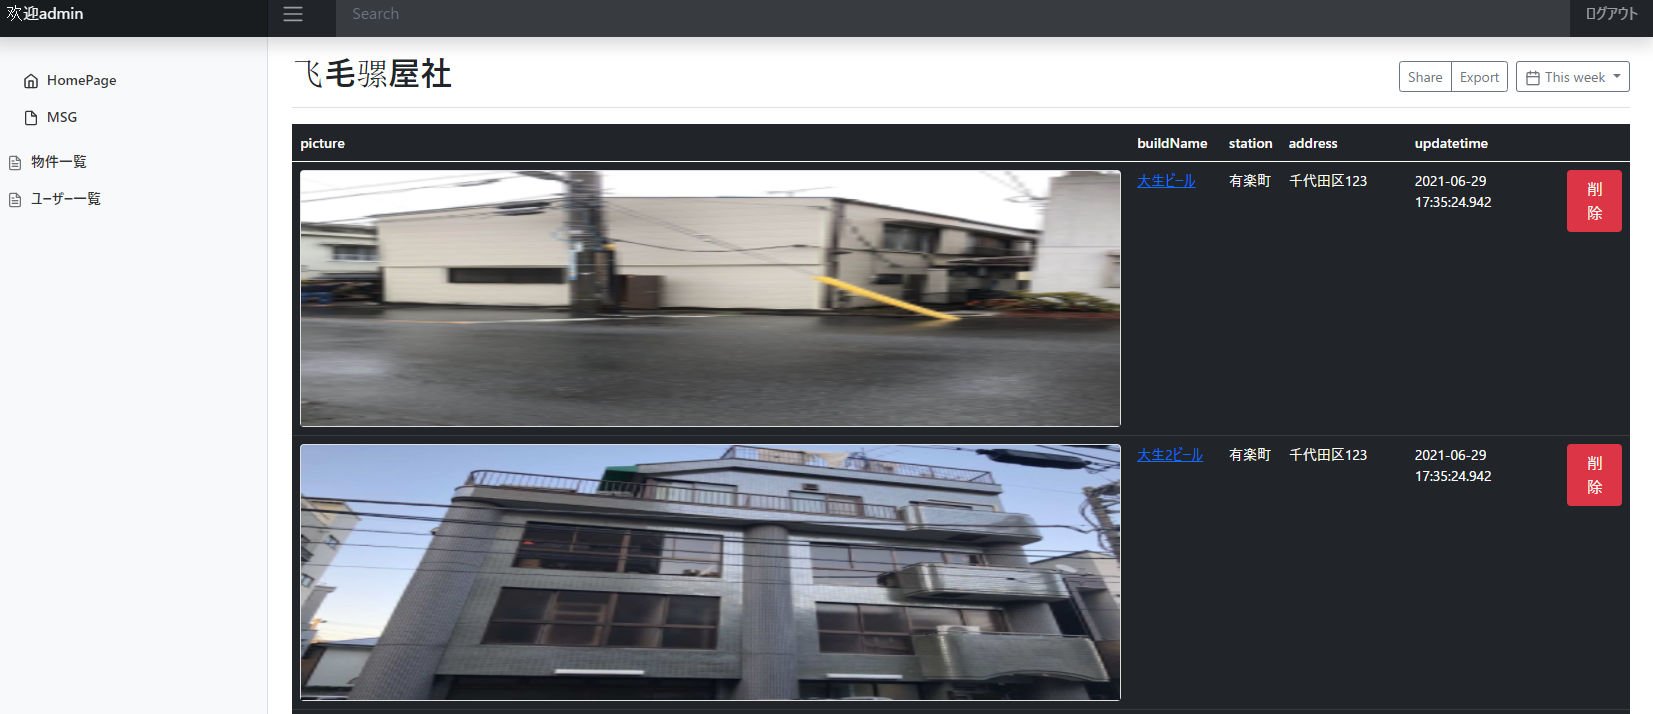 欢迎admin
Search
ログアウト
HomePage
MSG
物件一覧
ユーザー一覧
飞毛骡屋社
Share
Export
This week
picture buildName station address updatetime
大生ビール 有楽町 千代田区123 2021-06-29
17:35:24.942
削
除
大生2ビール 有楽町 千代田区123 2021-06-29
17:35:24.942
削
除